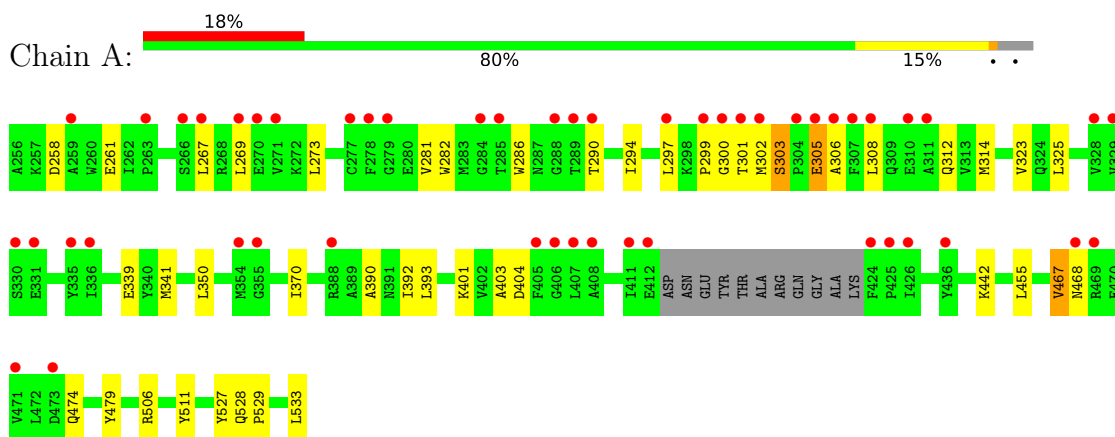 18%
Chain A:
80% 15% • •
A256 K257 D258 A259 W260 E261 I262 P263 S266 L267 R268 L269 E270 V271 K272 L273 C277 F278 G279 E280 V281 W282 M283 G284 T285 W286 N287 G288 T289 T290 I294 L297 K298 P299 G300 T301 M302 S303 P304 E305 A306 F307 L308 Q309 E310 A311 Q312 V313 M314 V323 Q324 L325 V328 V329
S330 E331 Y335 I336 E339 Y340 M341 L350 M354 G355 I370 R388 A389 A390 N391 I392 L393 K401 V402 A403 D404 F405 G406 L407 A408 I411 E412 ASP ASN GLU TYR THR THR ALA ARG GLN GLY ALA LYS F424 P425 I426 Y436 K442 L455 V467 N468 R469 E470
V471 L472 D473 Q474 Y479 R506 Y511 Y527 Q528 P529 L533